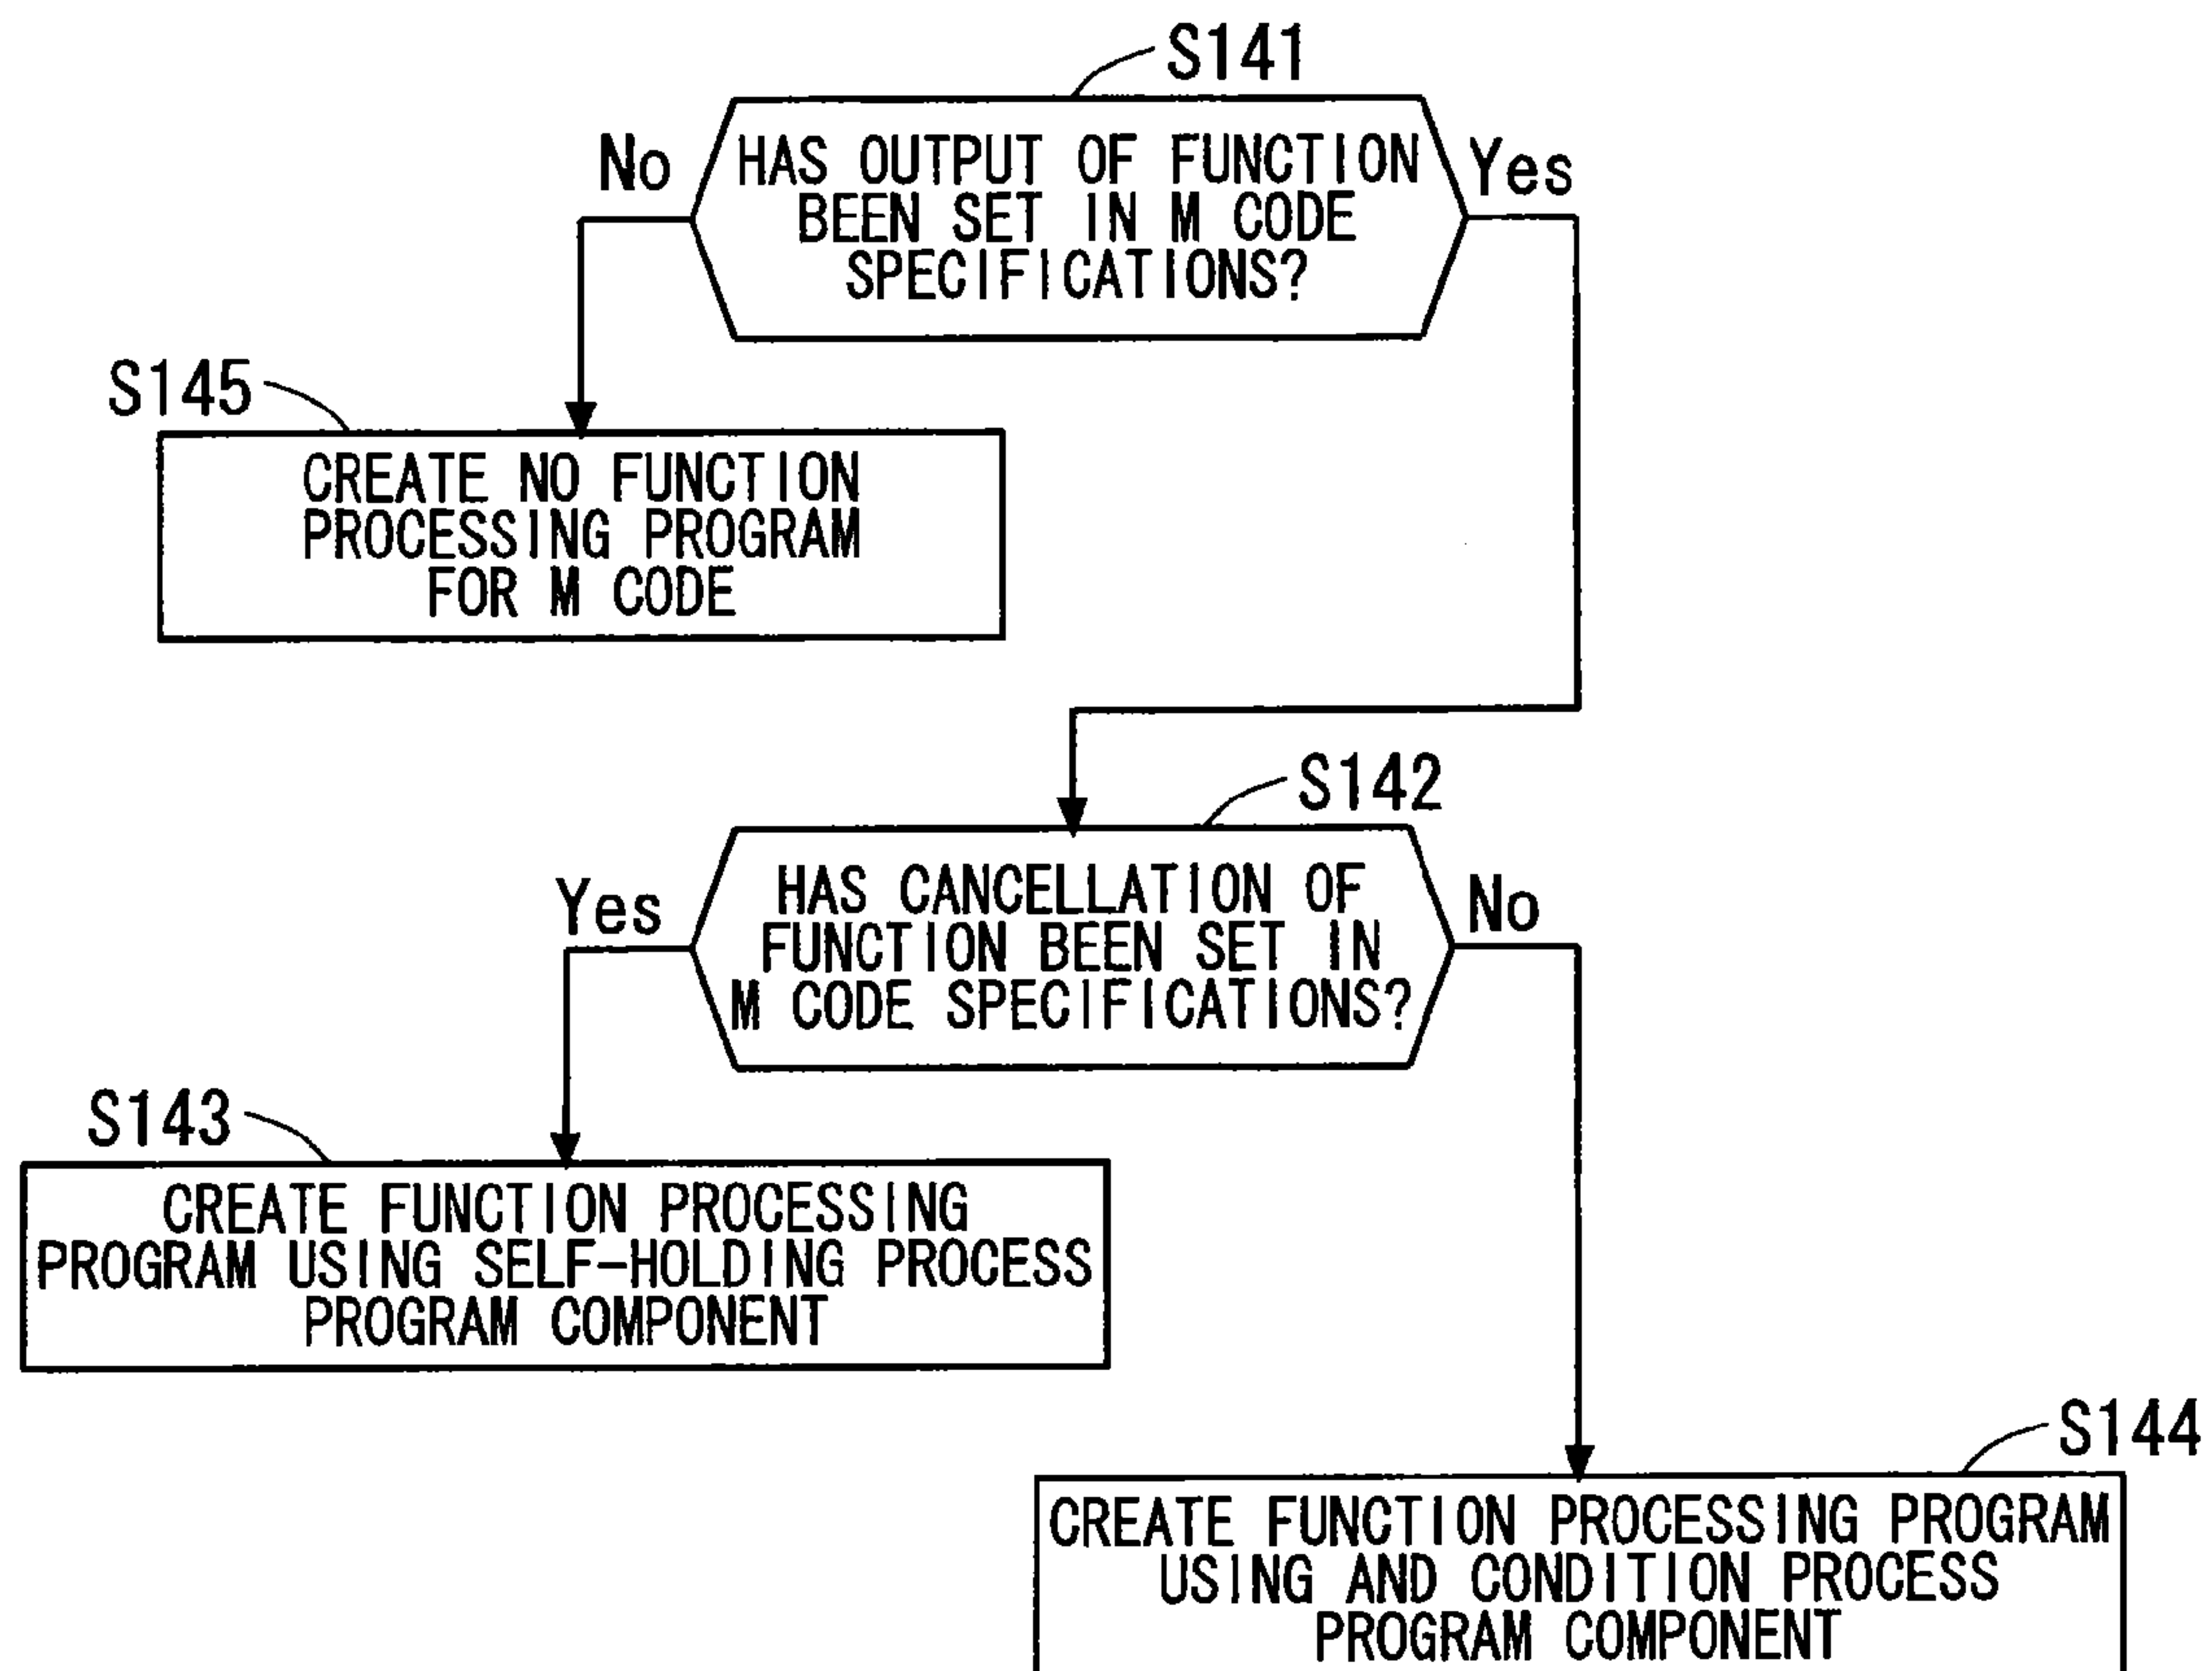 S141
No
HAS OUTPUT OF FUNCTION
BEEN SET IN M CODE
SPECIFICATIONS?
Yes
S145
CREATE NO FUNCTION
PROCESSING PROGRAM
FOR M CODE
S142
Yes
HAS CANCELLATION OF
FUNCTION BEEN SET IN
M CODE SPECIFICATIONS?
No
S143
CREATE FUNCTION PROCESSING
PROGRAM USING SELF-HOLDING PROCESS
PROGRAM COMPONENT
S144
CREATE FUNCTION PROCESSING PROGRAM
USING AND CONDITION PROCESS
PROGRAM COMPONENT